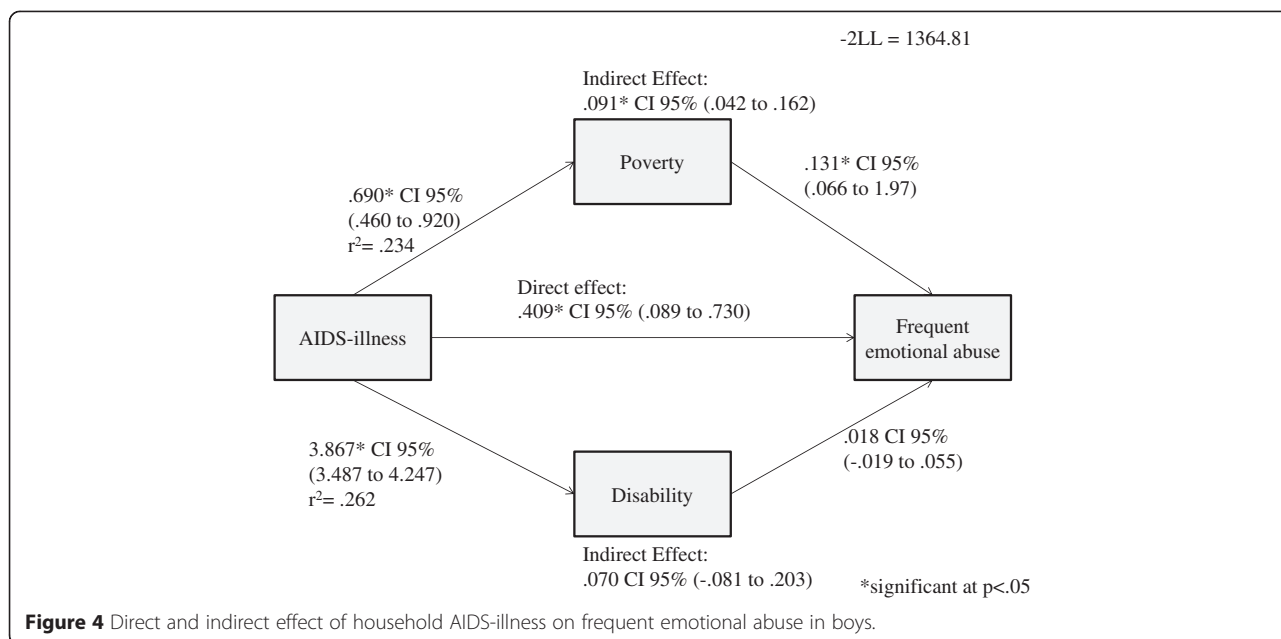 -2LL = 1364.81
Indirect Effect:
.091* CI 95% (.042 to .162)
Poverty
.131* CI 95%
(.066 to 1.97)
.690* CI 95%
(.460 to .920)
r²= .234
Direct effect:
.409* CI 95% (.089 to .730)
AIDS-illness
Frequent
emotional abuse
3.867* CI 95%
(3.487 to 4.247)
r²= .262
.018 CI 95%
(-.019 to .055)
Disability
Indirect Effect:
.070 CI 95% (-.081 to .203)
*significant at p<.05
Figure 4 Direct and indirect effect of household AIDS-illness on frequent emotional abuse in boys.